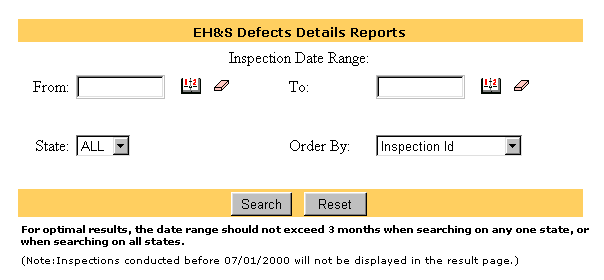 EH&S Defects Details Reports
Inspection Date Range:
From: To:
State: ALL Order By: Inspection Id
Search Reset
For optimal results, the date range should not exceed 3 months when searching on any one state, or
when searching on all states.
(Note:Inspections conducted before 07/01/2000 will not be displayed in the result page.)